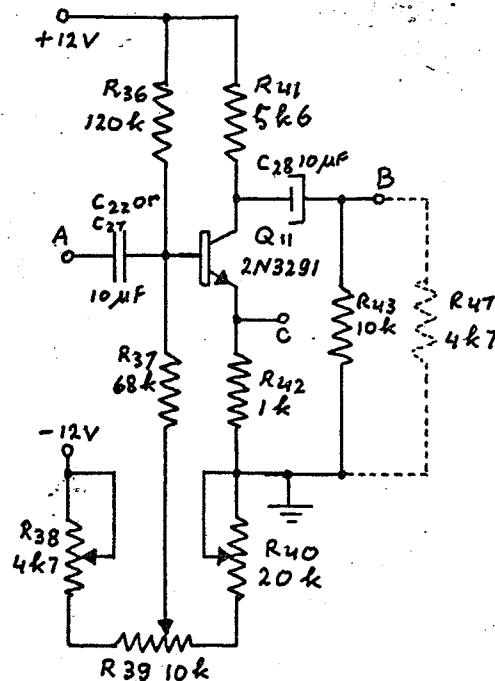 +12V
R36
120k
R41
5k6
C28 10µF
B
C22 or
C27
A
10µF
Q11
2N3291
C
R43
10k
R47
4k7
R37
68k
R42
1k
-12V
R38
4k7
R40
20k
R39 10k